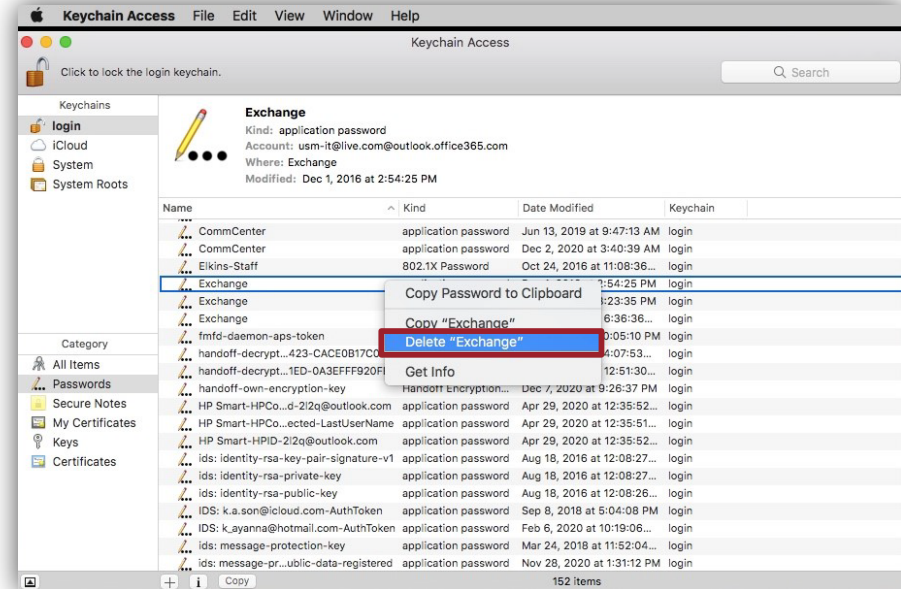 Keychain Access File Edit View Window Help
Keychain Access
Click to lock the login keychain.
Search
Keychains
login
iCloud
System
System Roots
Exchange
Kind: application password
Account: usm-it@live.com@outlook.office365.com
Where: Exchange
Modified: Dec 1, 2016 at 2:54:25 PM
Name Kind Date Modified Keychain
CommCenter application password Jun 13, 2019 at 9:47:13 AM login
CommCenter application password Dec 2, 2020 at 3:40:39 AM login
Elkins-Staff 802.1X Password Oct 24, 2016 at 11:08:36... login
Exchange :54:25 PM login
Exchange 3:23:35 PM login
Exchange 6:36:36... login
fmfd-daemon-aps-token 0:05:10 PM login
handoff-decrypt...423-CACE0B17C0 4:07:53... login
handoff-decrypt...1ED-0A3EFFF920F 12:51:30... login
handoff-own-encryption-key Handoff Encryption... Dec 7, 2020 at 9:26:37 PM login
HP Smart-HPCo...d-2l2q@outlook.com application password Apr 29, 2020 at 12:35:52... login
HP Smart-HPCo...ected-LastUserName application password Apr 29, 2020 at 12:35:51... login
HP Smart-HPID-2l2q@outlook.com application password Apr 29, 2020 at 12:35:52... login
ids: identity-rsa-key-pair-signature-v1 application password Aug 18, 2016 at 12:08:27... login
ids: identity-rsa-private-key application password Aug 18, 2016 at 12:08:27... login
ids: identity-rsa-public-key application password Aug 18, 2016 at 12:08:26... login
IDS: k.a.son@icloud.com-AuthToken application password Sep 8, 2018 at 5:04:08 PM login
IDS: k_ayanna@hotmail.com-AuthToken application password Feb 6, 2020 at 10:19:06... login
ids: message-protection-key application password Mar 24, 2018 at 11:52:04... login
ids: message-pr...ublic-data-registered application password Nov 28, 2020 at 1:31:12 PM login
Copy Password to Clipboard
Copy "Exchange"
Delete "Exchange"
Get Info
Category
All Items
Passwords
Secure Notes
My Certificates
Keys
Certificates
+ i Copy 152 items